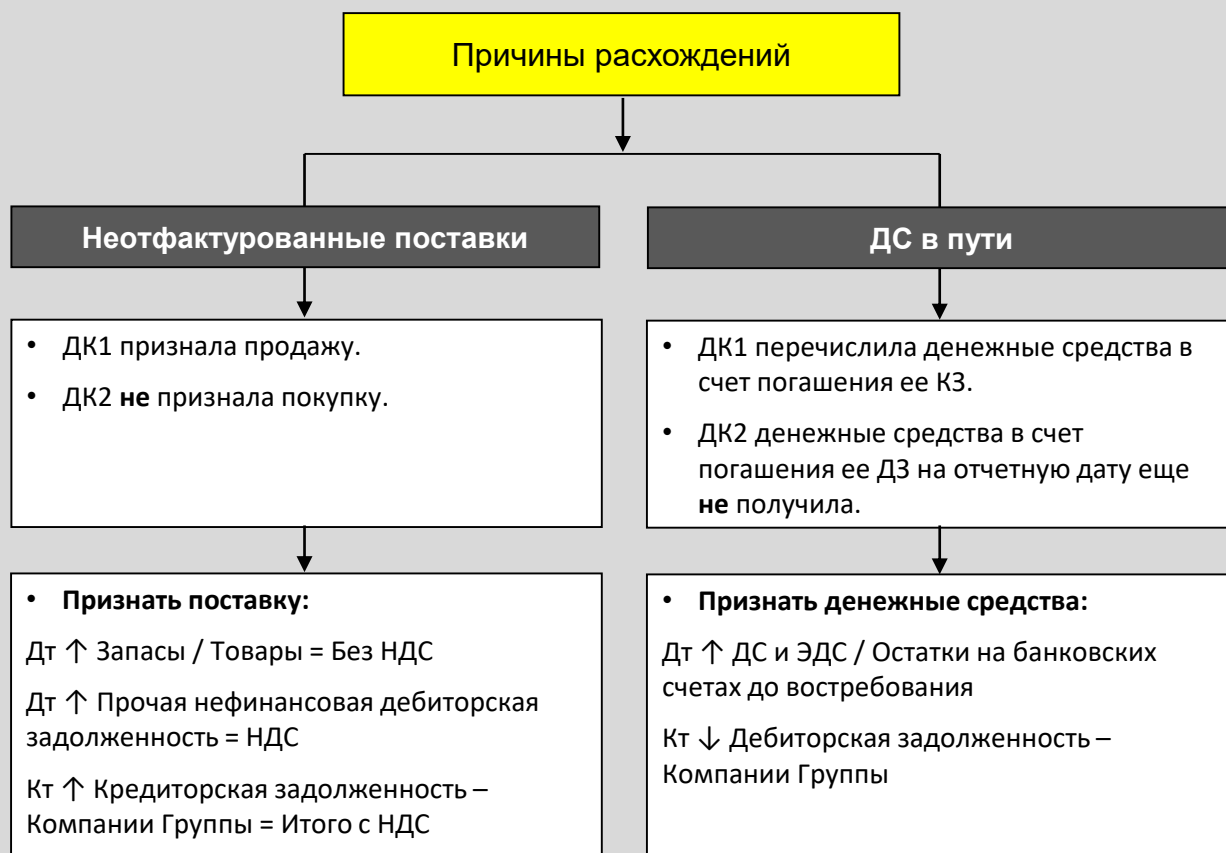 Причины расхождений
Неотфактурованные поставки
• ДК1 признала продажу.
• ДК2 не признала покупку.
• Признать поставку:
Дт ↑ Запасы / Товары = Без НДС
Дт ↑ Прочая нефинансовая дебиторская
задолженность = НДС
Кт ↑ Кредиторская задолженность –
Компании Группы = Итого с НДС
ДС в пути
• ДК1 перечислила денежные средства в
счет погашения ее КЗ.
• ДК2 денежные средства в счет
погашения ее ДЗ на отчетную дату еще
не получила.
• Признать денежные средства:
Дт ↑ ДС и ЭДС / Остатки на банковских
счетах до востребования
Кт ↓ Дебиторская задолженность –
Компании Группы